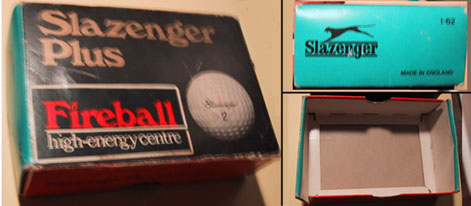 Slazenger
Plus
Fireball
high-energy centre
Slazenger
2
1-62
Slazenger
MADE IN ENGLAND